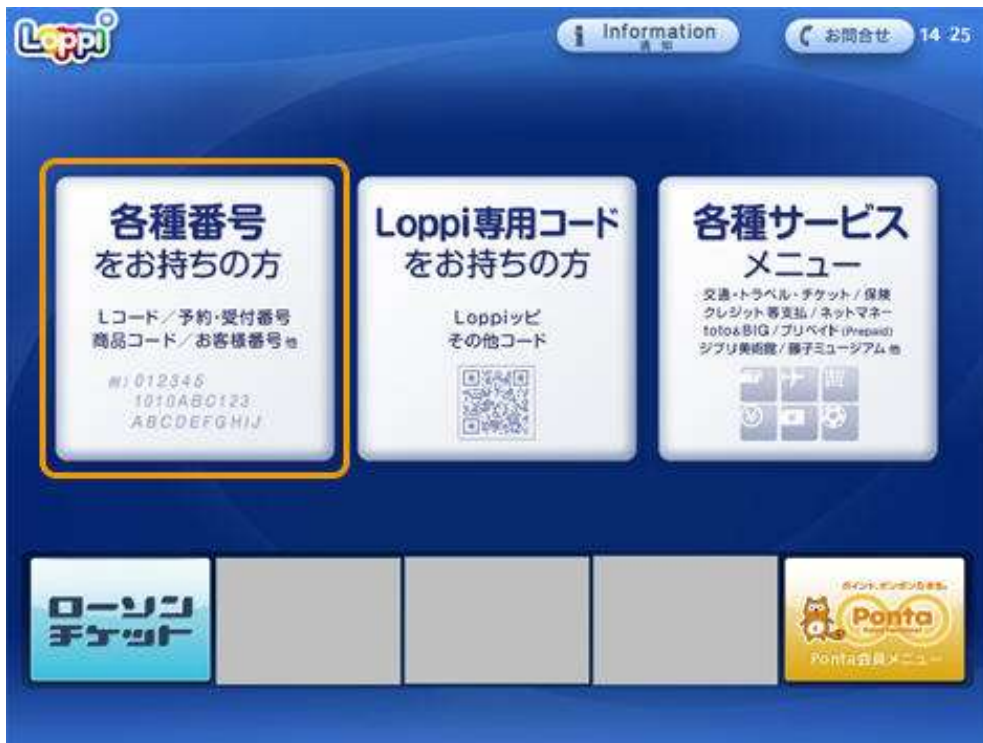 Loppi
Information
通知
お問合せ
14 25
各種番号
をお持ちの方
Lコード／予約・受付番号
商品コード／お客様番号 他
例）012345
1010ABC123
ABCDEFGHIJ
Loppi専用コード
をお持ちの方
Loppiッピ
その他コード
各種サービス
メニュー
交通・トラベル・チケット / 保険
クレジット等支払 / ネットマネー
toto&BIG / プリペイド (Prepaid)
ジブリ美術館 / 藤子ミュージアム 他
ローソン
チケット
ポイント、ポンポンたまる。
Ponta
Ponta会員メニュー